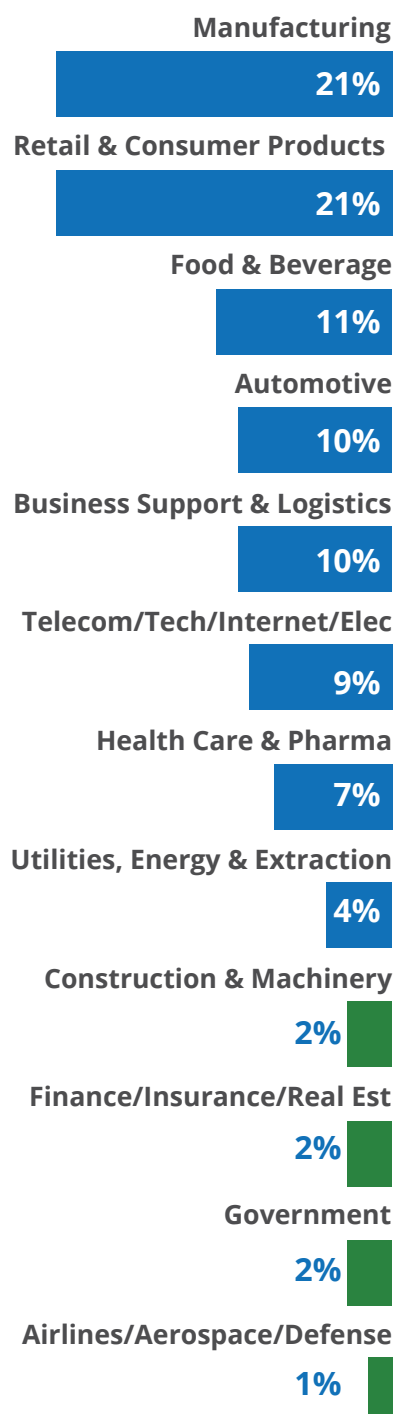 Manufacturing
21%
Retail & Consumer Products
21%
Food & Beverage
11%
Automotive
10%
Business Support & Logistics
10%
Telecom/Tech/Internet/Elec
9%
Health Care & Pharma
7%
Utilities, Energy & Extraction
4%
Construction & Machinery
2%
Finance/Insurance/Real Est
2%
Government
2%
Airlines/Aerospace/Defense
1%